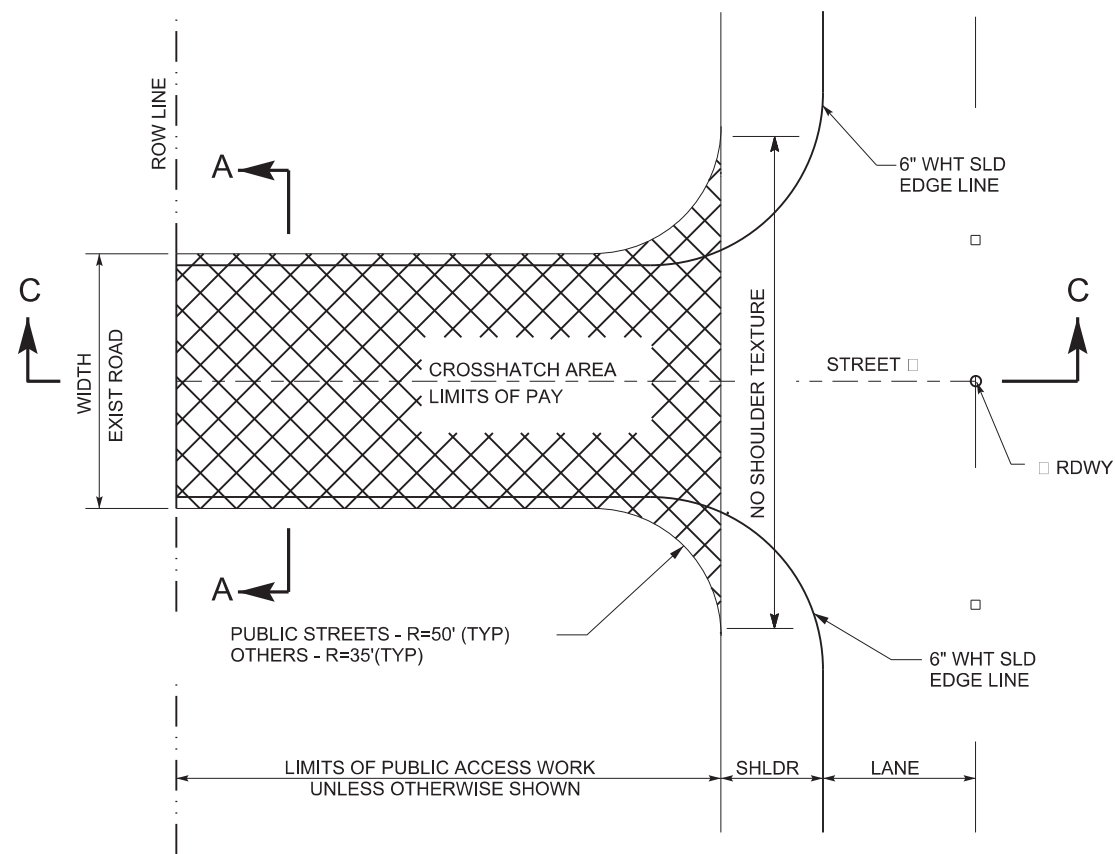 ROW LINE
A
6" WHT SLD
EDGE LINE
C
C
WIDTH
EXIST ROAD
CROSSHATCH AREA
LIMITS OF PAY
NO SHOULDER TEXTURE
STREET □
□ RDWY
A
PUBLIC STREETS - R=50' (TYP)
OTHERS - R=35'(TYP)
6" WHT SLD
EDGE LINE
LIMITS OF PUBLIC ACCESS WORK
UNLESS OTHERWISE SHOWN
SHLDR
LANE